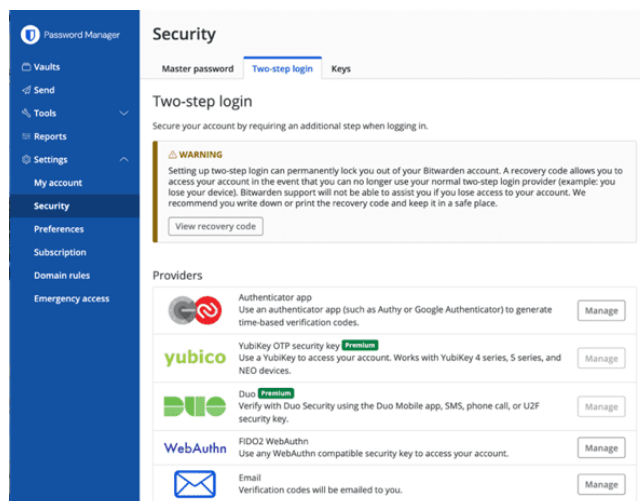 Password Manager
Vaults
Send
Tools
Reports
Settings
My account
Security
Preferences
Subscription
Domain rules
Emergency access
Security
Master password
Two-step login
Keys
Two-step login
Secure your account by requiring an additional step when logging in.
WARNING
Setting up two-step login can permanently lock you out of your Bitwarden account. A recovery code allows you to
access your account in the event that you can no longer use your normal two-step login provider (example: you
lose your device). Bitwarden support will not be able to assist you if you lose access to your account. We
recommend you write down or print the recovery code and keep it in a safe place.
View recovery code
Providers
Authenticator app
Use an authenticator app (such as Authy or Google Authenticator) to generate
time-based verification codes.
Manage
yubico
YubiKey OTP security key Premium
Use a YubiKey to access your account. Works with YubiKey 4 series, 5 series, and
NEO devices.
Manage
DUO
Duo Premium
Verify with Duo Security using the Duo Mobile app, SMS, phone call, or U2F
security key.
Manage
WebAuthn
FIDO2 WebAuthn
Use any WebAuthn compatible security key to access your account.
Manage
Email
Verification codes will be emailed to you.
Manage